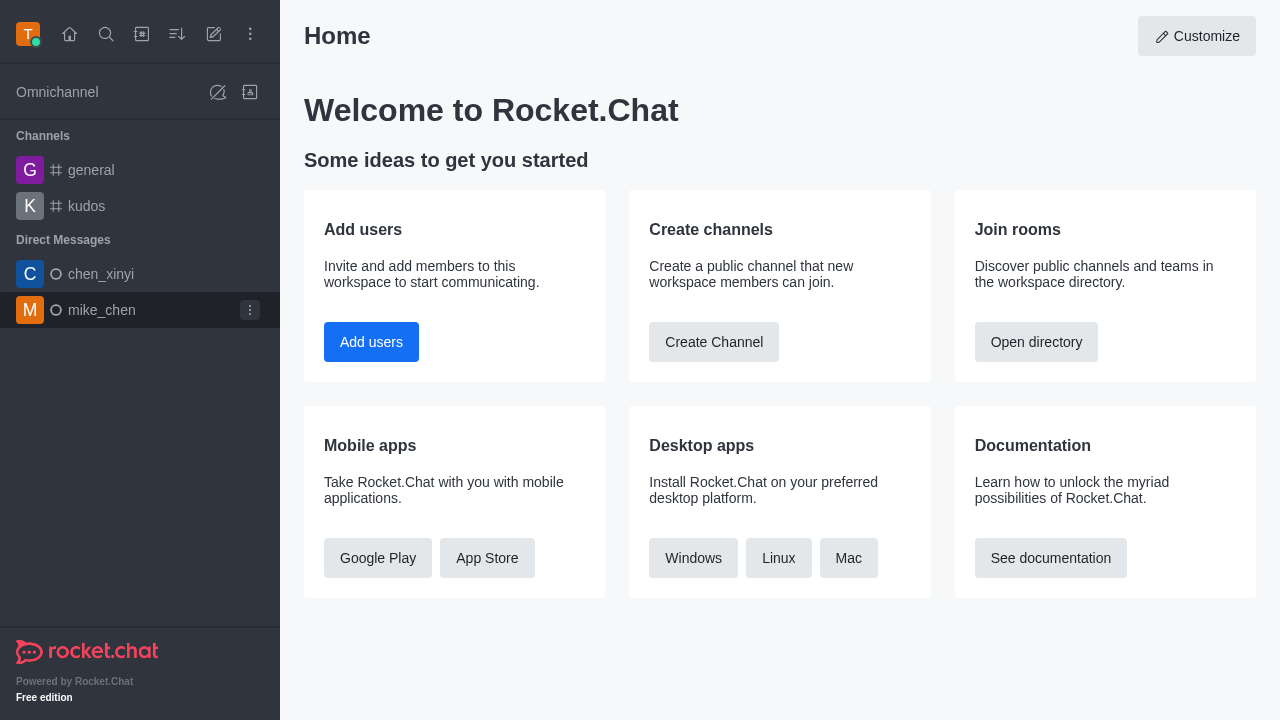 T
Home
Customize
Omnichannel
Channels
G general
K kudos
Direct Messages
C chen_xinyi
M mike_chen
Welcome to Rocket.Chat
Some ideas to get you started
Add users
Invite and add members to this
workspace to start communicating.
Add users
Create channels
Create a public channel that new
workspace members can join.
Create Channel
Join rooms
Discover public channels and teams in
the workspace directory.
Open directory
Mobile apps
Take Rocket.Chat with you with mobile
applications.
Google Play App Store
Desktop apps
Install Rocket.Chat on your preferred
desktop platform.
Windows Linux Mac
Documentation
Learn how to unlock the myriad
possibilities of Rocket.Chat.
See documentation
rocket.chat
Powered by Rocket.Chat
Free edition